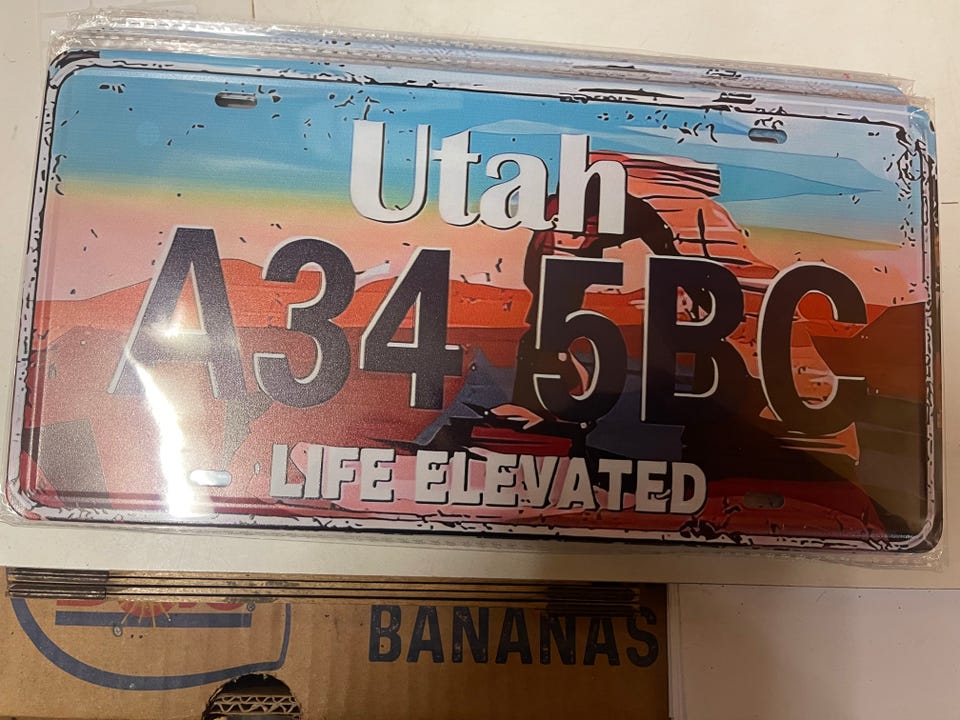 Utah
A34 5BC
LIFE ELEVATED
BANANAS